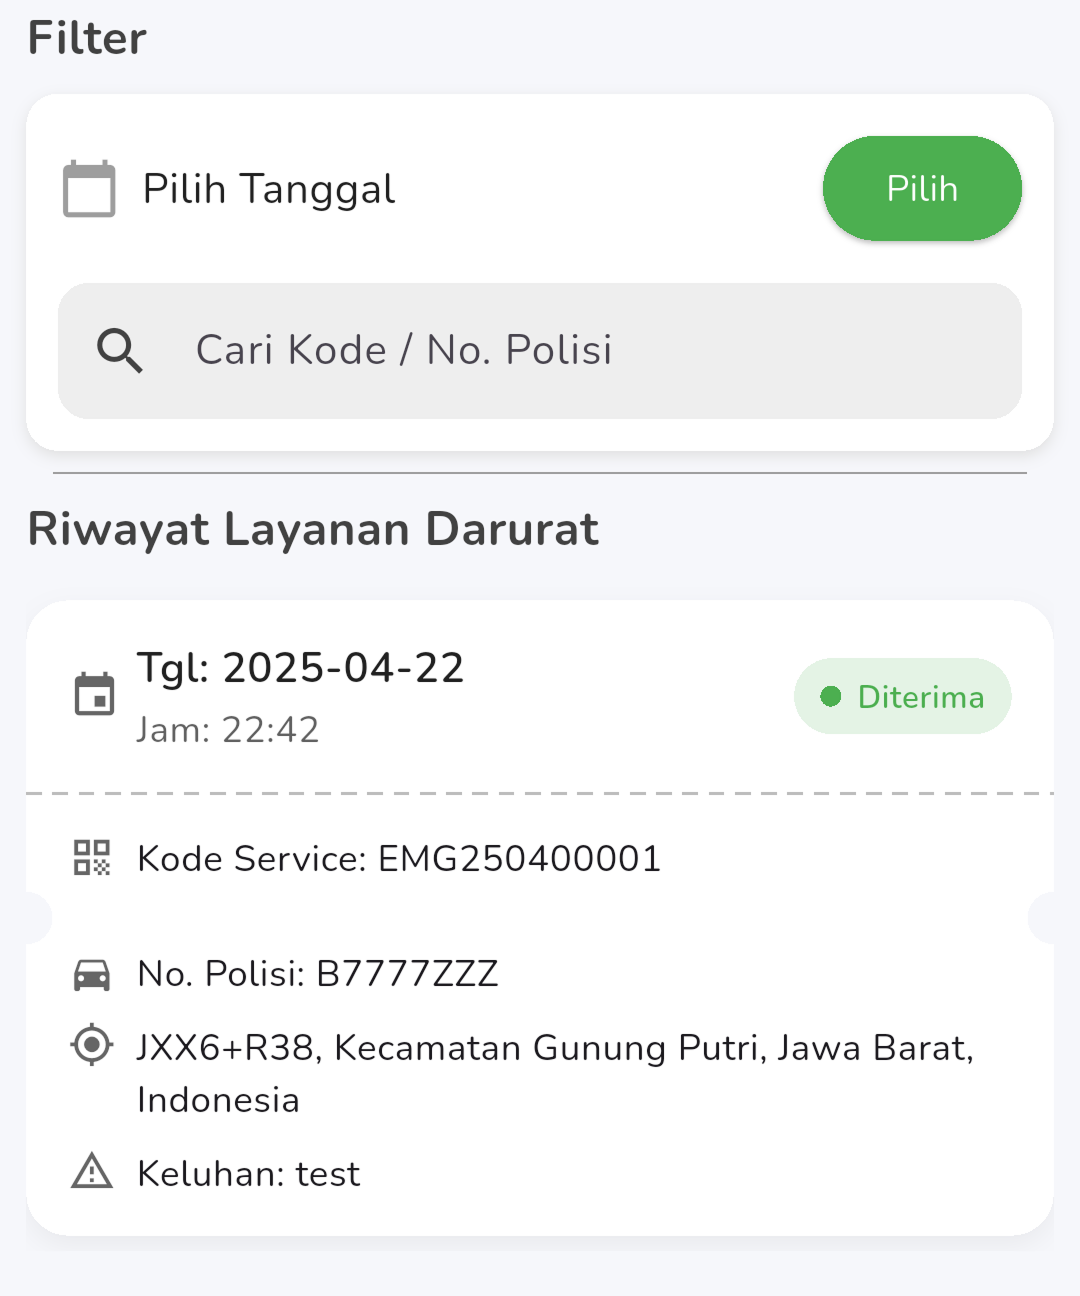 Filter
Pilih Tanggal
Pilih
Cari Kode / No. Polisi
Riwayat Layanan Darurat
Tgl: 2025-04-22
Jam: 22:42
Diterima
Kode Service: EMG250400001
No. Polisi: B7777ZZZ
JXX6+R38, Kecamatan Gunung Putri, Jawa Barat,
Indonesia
Keluhan: test